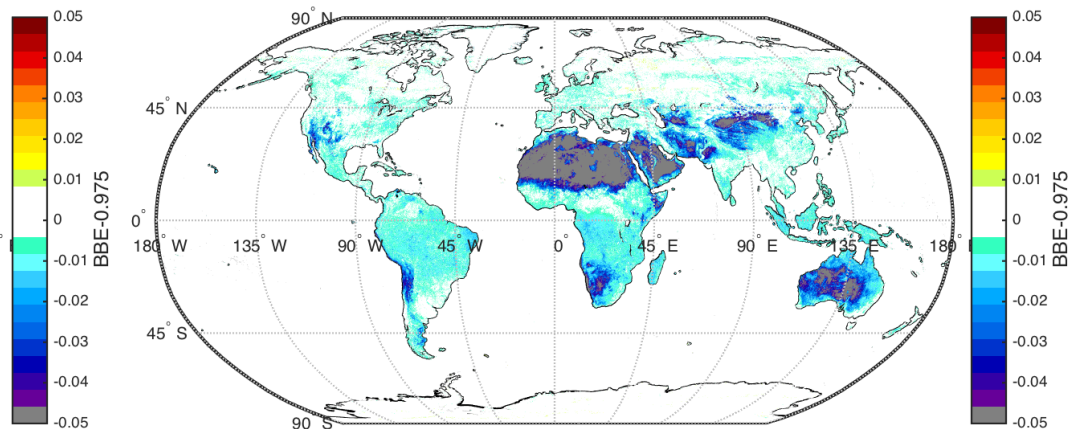 90° N
0.05
0.04
0.03
0.02
0.01
0
-0.01
-0.02
-0.03
-0.04
-0.05
BBE-0.975
45° N
0°
180° W
135° W
90° W
45° W
0°
45° E
90° E
135° E
180° E
45° S
90° S
0.05
0.04
0.03
0.02
0.01
0
-0.01
-0.02
-0.03
-0.04
-0.05
BBE-0.975